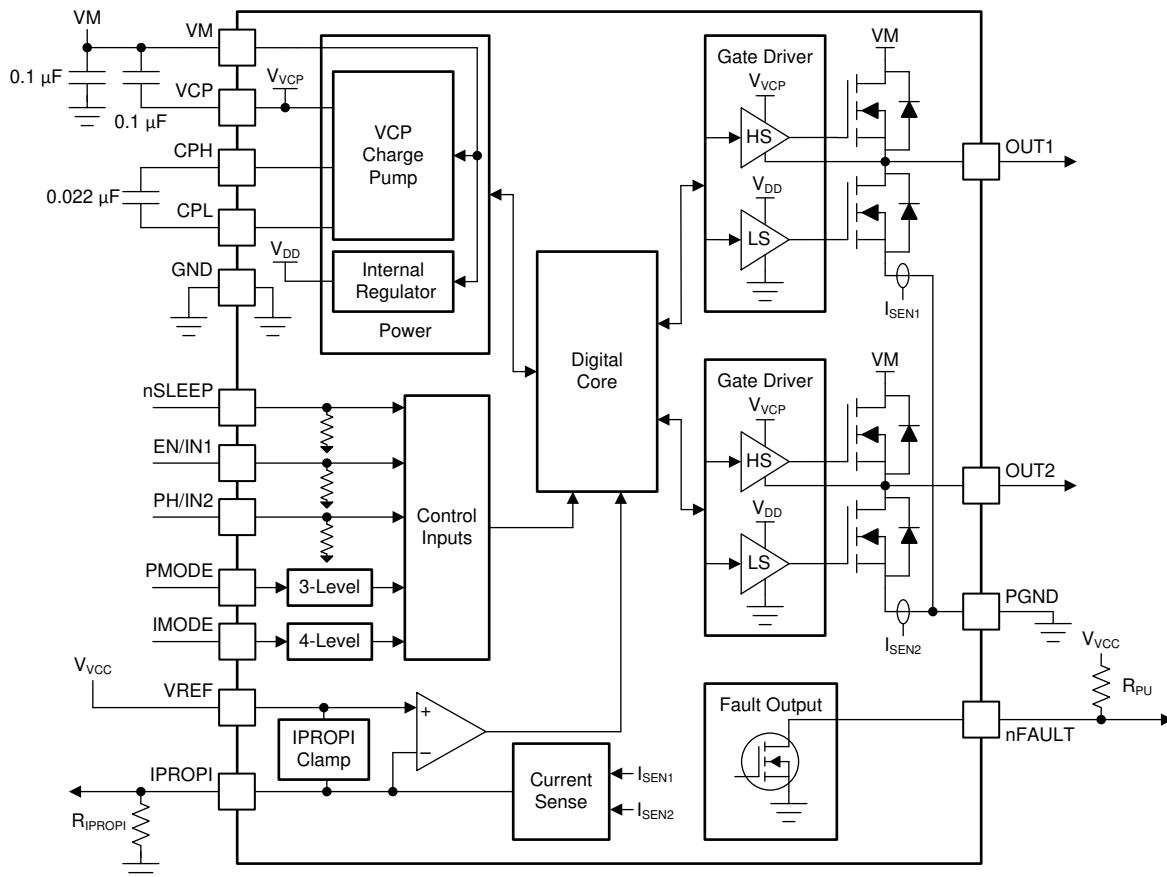 VM
0.1 µF
0.1 µF
VM
VCP
V_VCP
CPH
0.022 µF
CPL
VCP
Charge
Pump
GND
V_DD
Internal
Regulator
Power
nSLEEP
EN/IN1
PH/IN2
PMODE
3-Level
IMODE
4-Level
Control
Inputs
V_VCC
VREF
IPROPI
Clamp
+
−
IPROPI
R_IPROPI
Current
Sense
I_SEN1
I_SEN2
Digital
Core
Gate Driver
V_VCP
HS
V_DD
LS
VM
OUT1
I_SEN1
Gate Driver
V_VCP
HS
V_DD
LS
VM
OUT2
I_SEN2
PGND
V_VCC
R_PU
Fault Output
nFAULT